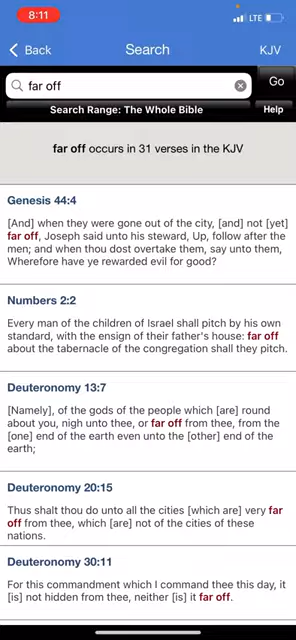 8:11
LTE
Back
Search
KJV
far off
Go
Search Range: The Whole Bible
Help
far off occurs in 31 verses in the KJV
Genesis 44:4
[And] when they were gone out of the city, [and] not [yet]
far off, Joseph said unto his steward, Up, follow after the
men; and when thou dost overtake them, say unto them,
Wherefore have ye rewarded evil for good?
Numbers 2:2
Every man of the children of Israel shall pitch by his own
standard, with the ensign of their father's house: far off
about the tabernacle of the congregation shall they pitch.
Deuteronomy 13:7
[Namely], of the gods of the people which [are] round
about you, nigh unto thee, or far off from thee, from the
[one] end of the earth even unto the [other] end of the
earth;
Deuteronomy 20:15
Thus shalt thou do unto all the cities [which are] very far
off from thee, which [are] not of the cities of these
nations.
Deuteronomy 30:11
For this commandment which I command thee this day, it
[is] not hidden from thee, neither [is] it far off.